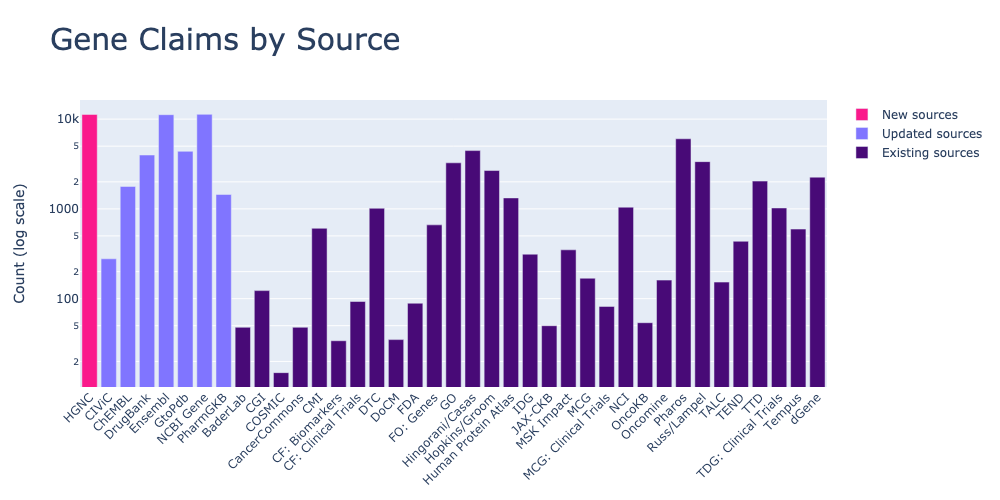 Gene Claims by Source
New sources
Updated sources
Existing sources
Count (log scale)
10k
5
2
1000
5
2
100
5
2
HGNC
CIViC
ChEMBL
DrugBank
Ensembl
GtoPdb
NCBI Gene
PharmGKB
BaderLab
CGI
COSMIC
CancerCommons
CMI
CF: Biomarkers
CF: Clinical Trials
DTC
DoCM
FDA
FO: Genes
GO
Hingorani/Casas
Hopkins/Groom
Human Protein Atlas
IDG
JAX-CKB
MSK Impact
MCG
MCG: Clinical Trials
NCI
OncoKB
Oncomine
Pharos
Russ/Lampel
TALC
TEND
TTD
TDG: Clinical Trials
Tempus
dGene